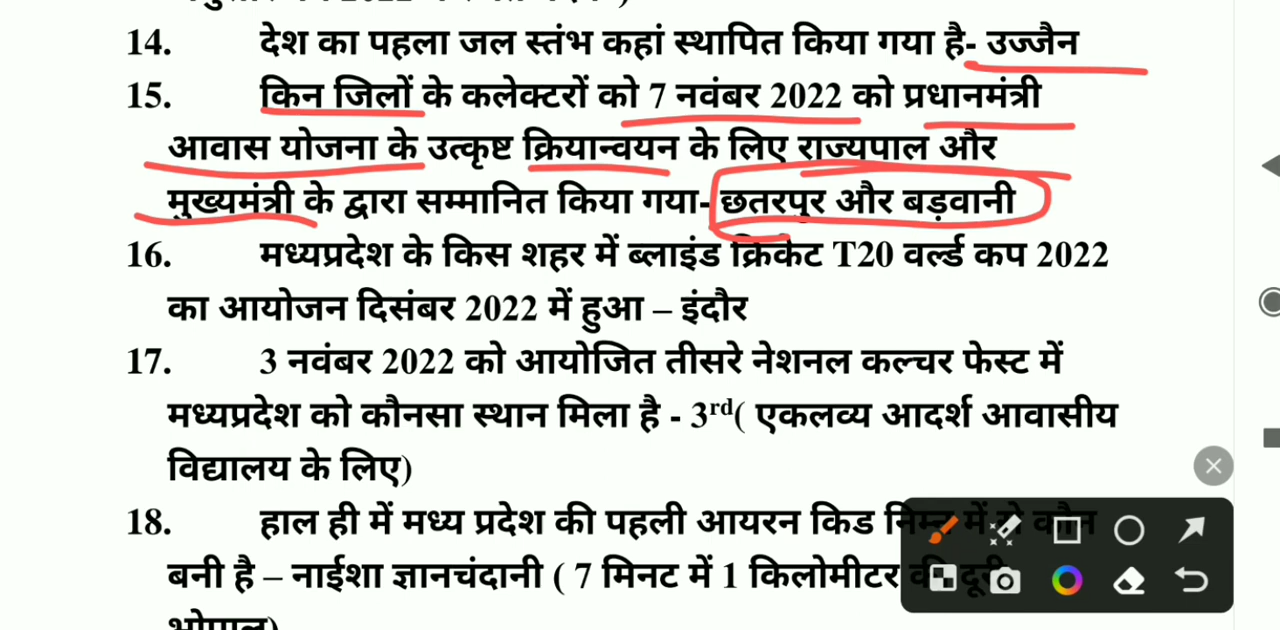 14. देश का पहला जल स्तंभ कहां स्थापित किया गया है- उज्जैन
15. किन जिलों के कलेक्टरों को 7 नवंबर 2022 को प्रधानमंत्री
आवास योजना के उत्कृष्ट क्रियान्वयन के लिए राज्यपाल और
मुख्यमंत्री के द्वारा सम्मानित किया गया- छतरपुर और बड़वानी
16. मध्यप्रदेश के किस शहर में ब्लाइंड क्रिकेट T20 वर्ल्ड कप 2022
का आयोजन दिसंबर 2022 में हुआ – इंदौर
17. 3 नवंबर 2022 को आयोजित तीसरे नेशनल कल्चर फेस्ट में
मध्यप्रदेश को कौनसा स्थान मिला है - 3rd( एकलव्य आदर्श आवासीय
विद्यालय के लिए)
18. हाल ही में मध्य प्रदेश की पहली आयरन किड निम्न में से कौन
बनी है – नाईशा ज्ञानचंदानी ( 7 मिनट में 1 किलोमीटर की दूरी